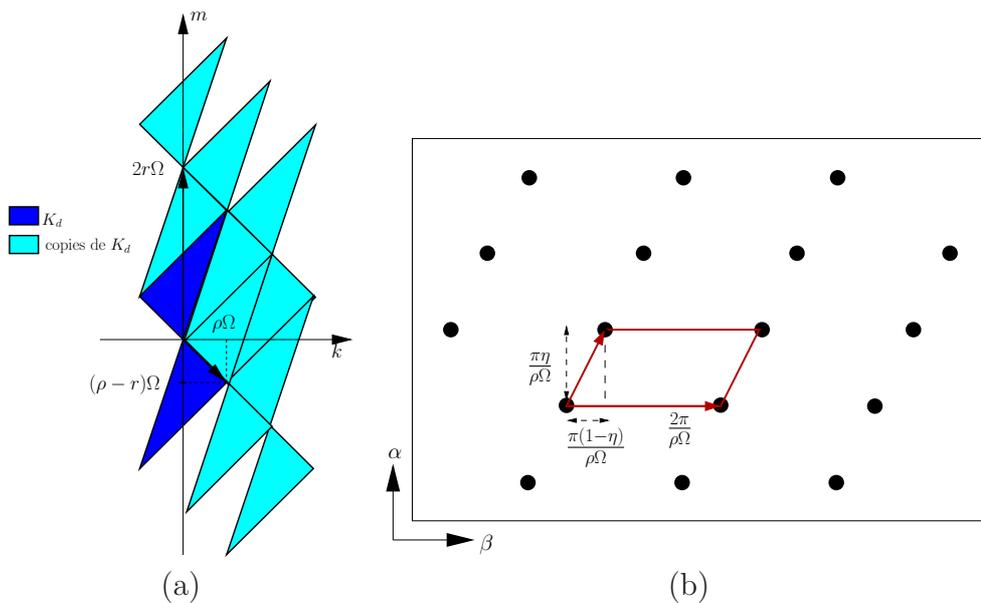 m
2rΩ
K_d
copies de K_d
ρΩ
k
(ρ − r)Ω
(a)
πη
ρΩ
π(1−η)
ρΩ
2π
ρΩ
α
β
(b)